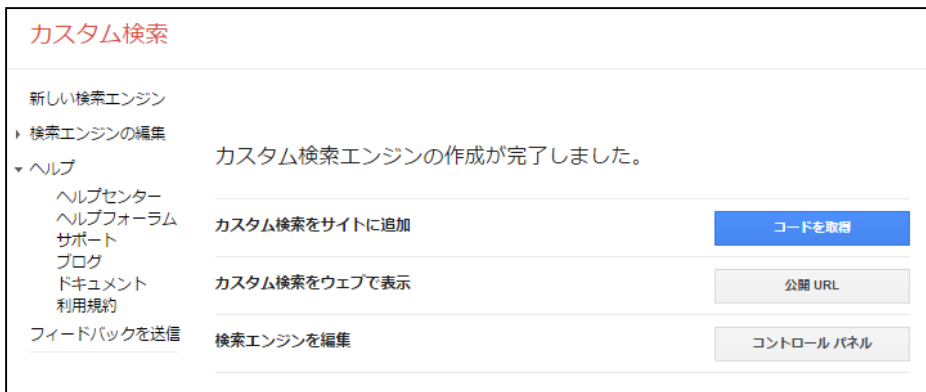 カスタム検索
新しい検索エンジン
検索エンジンの編集
ヘルプ
ヘルプセンター
ヘルプフォーラム
サポート
ブログ
ドキュメント
利用規約
フィードバックを送信
カスタム検索エンジンの作成が完了しました。
カスタム検索をサイトに追加
コードを取得
カスタム検索をウェブで表示
公開 URL
検索エンジンを編集
コントロール パネル